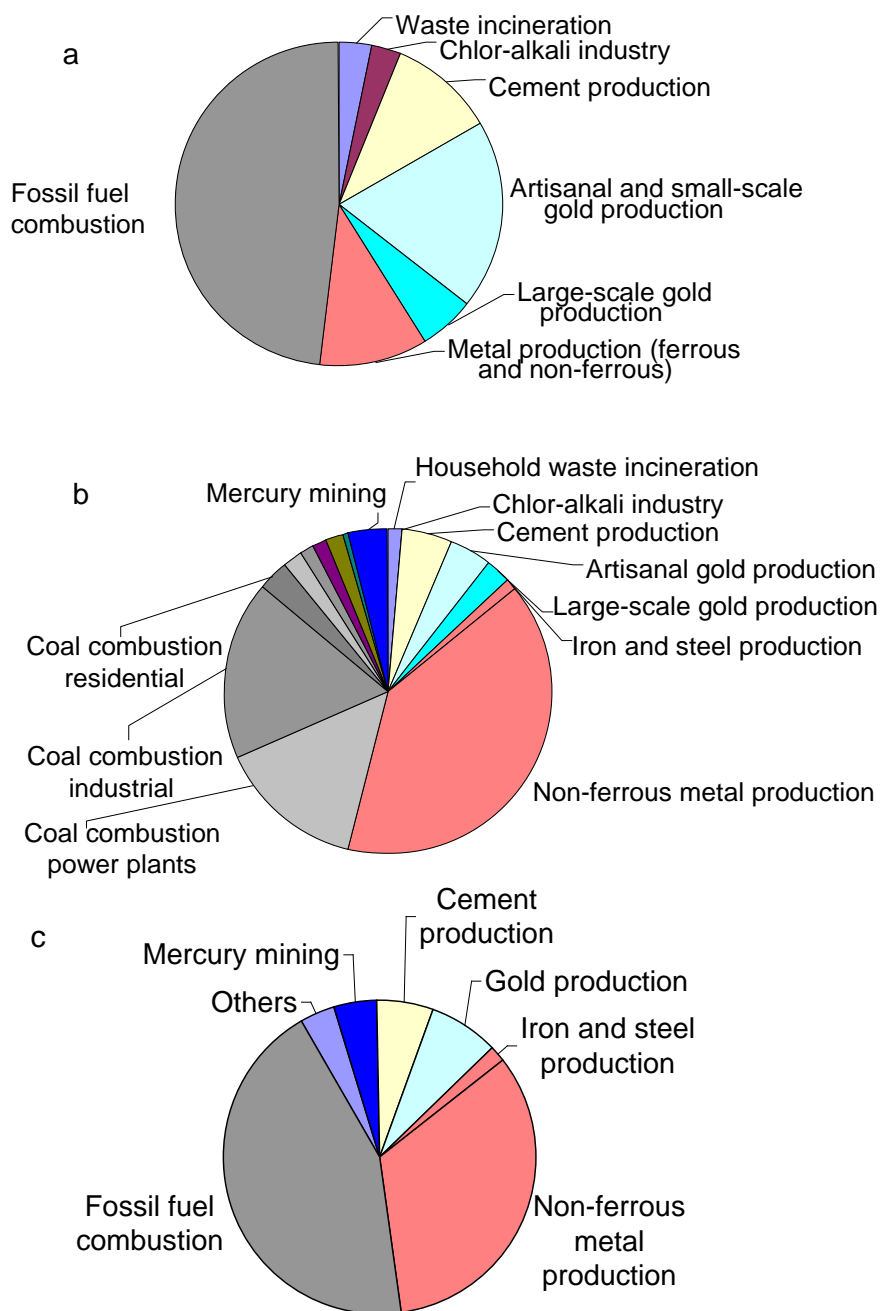 a
Waste incineration
Chlor-alkali industry
Cement production
Artisanal and small-scale
gold production
Large-scale gold
production
Metal production (ferrous
and non-ferrous)
Fossil fuel
combustion
b
Mercury mining
Household waste incineration
Chlor-alkali industry
Cement production
Artisanal gold production
Large-scale gold production
Iron and steel production
Non-ferrous metal production
Coal combustion
residential
Coal combustion
industrial
Coal combustion
power plants
c
Cement
production
Mercury mining
Others
Gold production
Iron and steel
production
Fossil fuel
combustion
Non-ferrous
metal
production